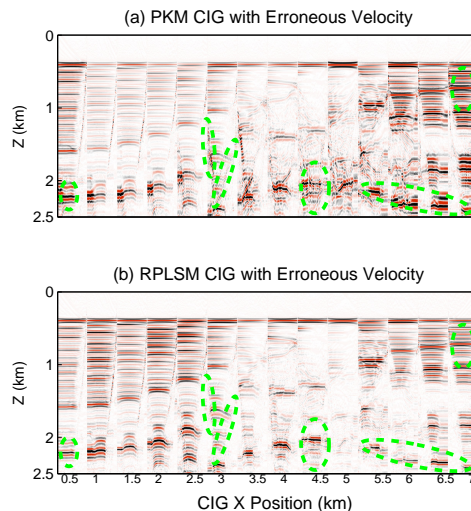 (a) PKM CIG with Erroneous Velocity
0
1
2
2.5
Z (km)
(b) RPLSM CIG with Erroneous Velocity
0
1
2
2.5
Z (km)
0.5 1 1.5 2 2.5 3 3.5 4 4.5 5 5.5 6 6.5
CIG X Position (km)